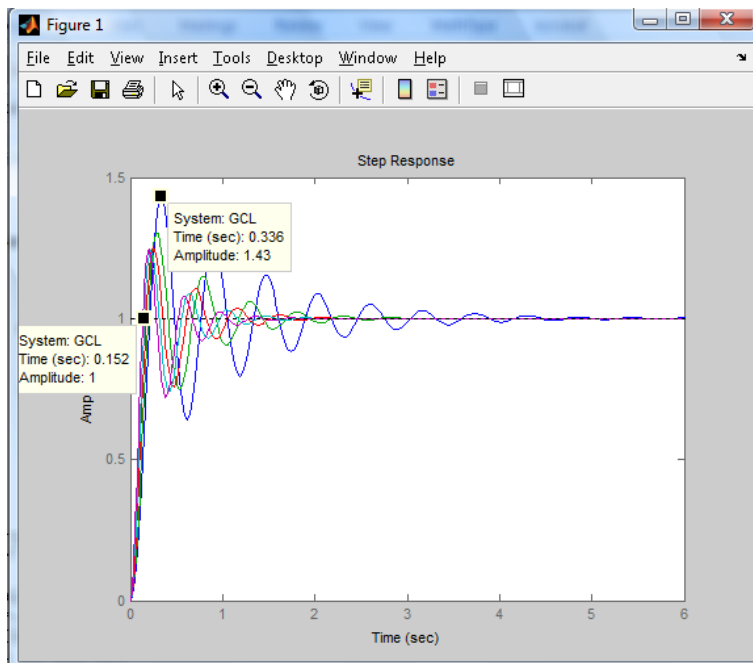 Figure 1
File Edit View Insert Tools Desktop Window Help
Step Response
1.5
System: GCL
Time (sec): 0.336
Amplitude: 1.43
1
System: GCL
Time (sec): 0.152
Amplitude: 1
Amp
0.5
0
0 1 2 3 4 5 6
Time (sec)